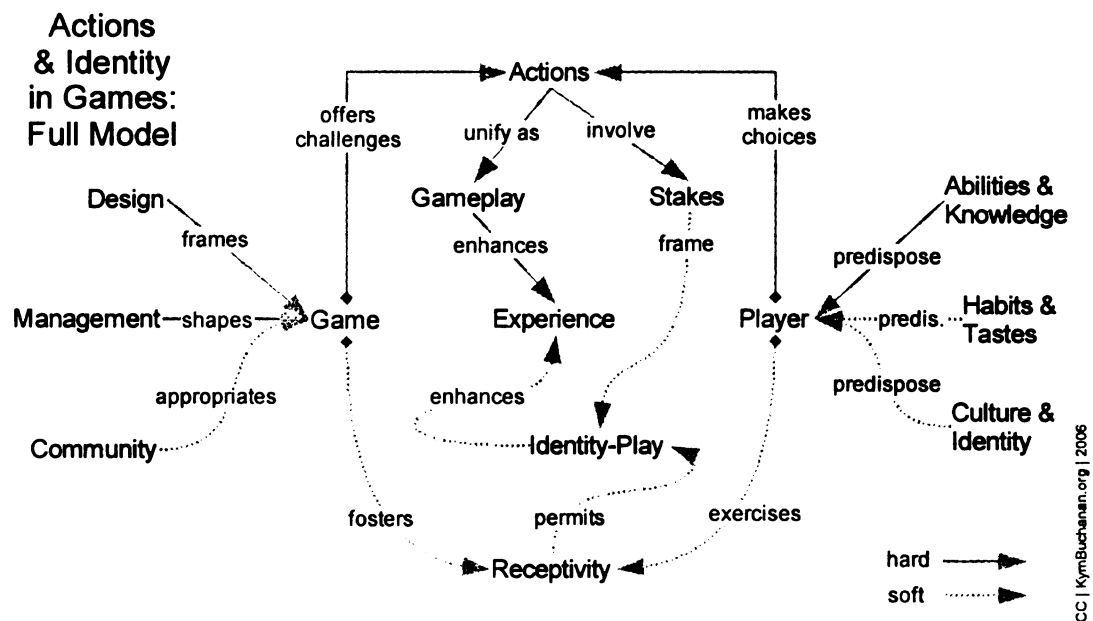 Actions
& Identity
in Games:
Full Model
Actions
offers
challenges
unify as
involve
makes
choices
Design
Gameplay
Stakes
Abilities &
Knowledge
frames
enhances
frame
predispose
Management
shapes
Game
Experience
Player
predis.
Habits &
Tastes
appropriates
enhances
predispose
Community
Identity-Play
Culture &
Identity
fosters
permits
exercises
Receptivity
hard
soft
CC | KymBuchanan.org | 2006